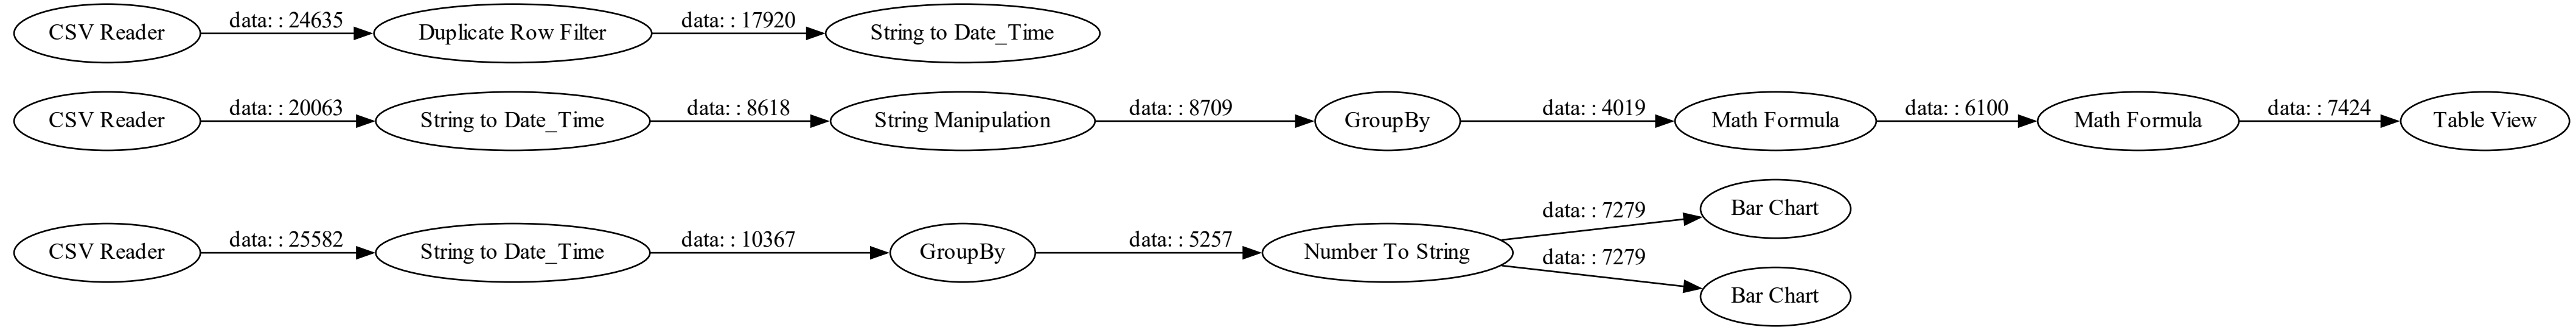 CSV Reader data: : 24635 Duplicate Row Filter data: : 17920 String to Date_Time
CSV Reader data: : 20063 String to Date_Time data: : 8618 String Manipulation data: : 8709 GroupBy data: : 4019 Math Formula data: : 6100 Math Formula data: : 7424 Table View
data: : 7279 Bar Chart
CSV Reader data: : 25582 String to Date_Time data: : 10367 GroupBy data: : 5257 Number To String
data: : 7279 Bar Chart